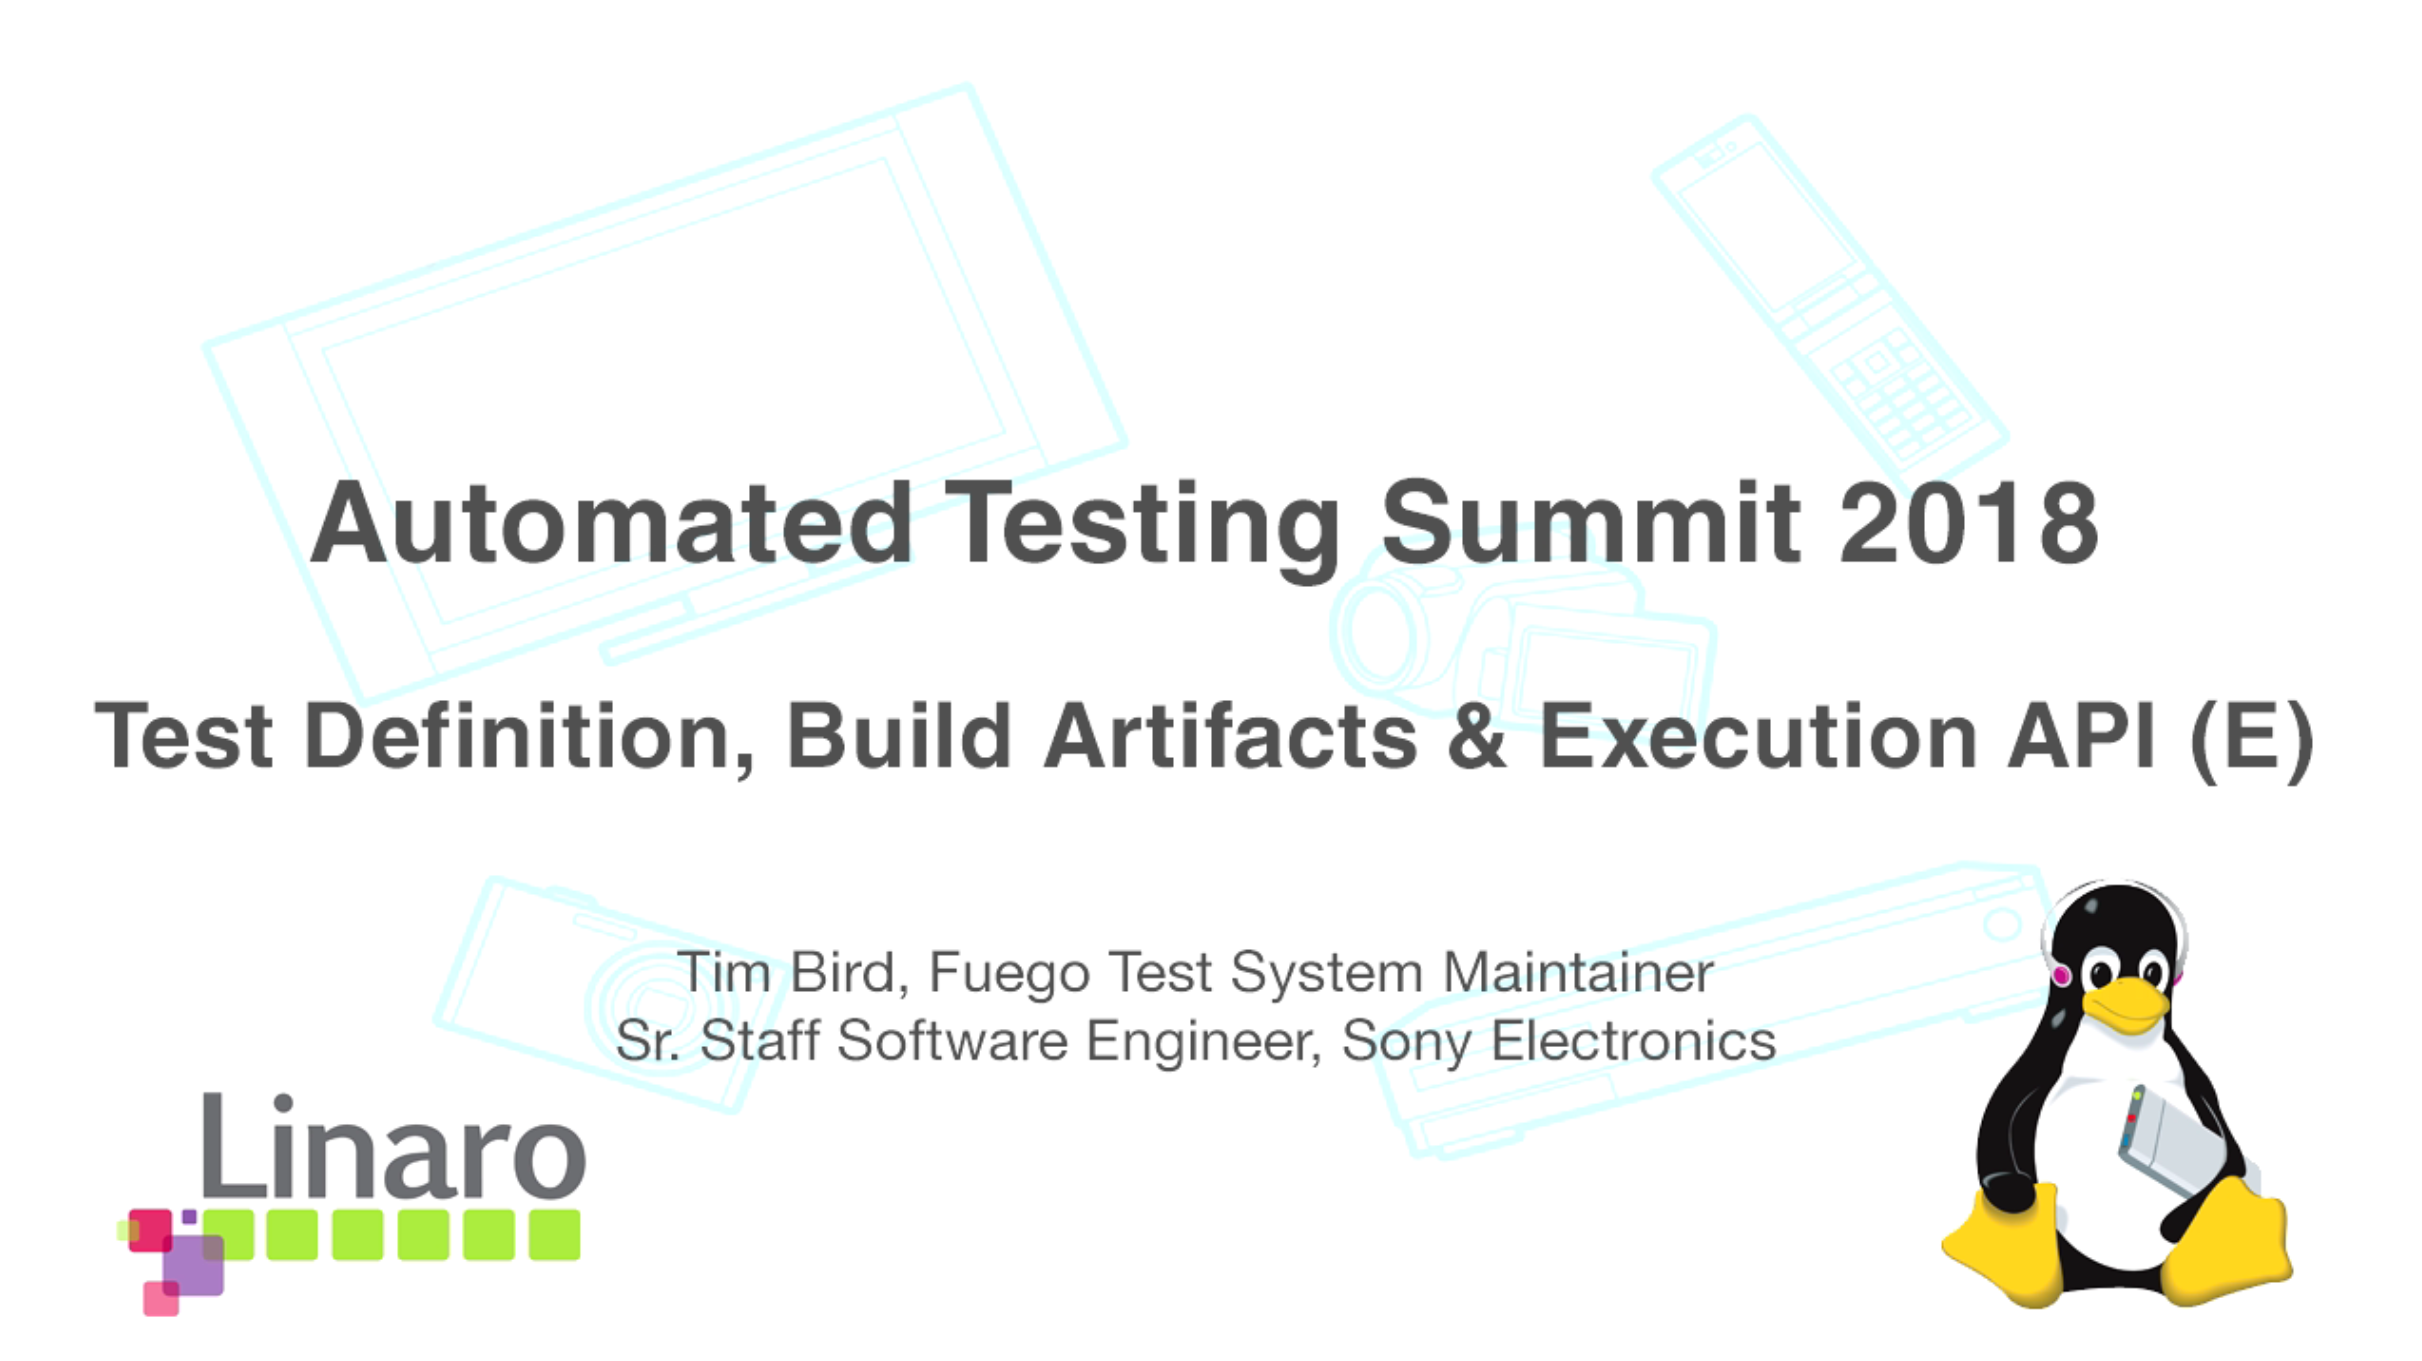 Automated Testing Summit 2018
Test Definition, Build Artifacts & Execution API (E)
Tim Bird, Fuego Test System Maintainer
Sr. Staff Software Engineer, Sony Electronics
Linaro